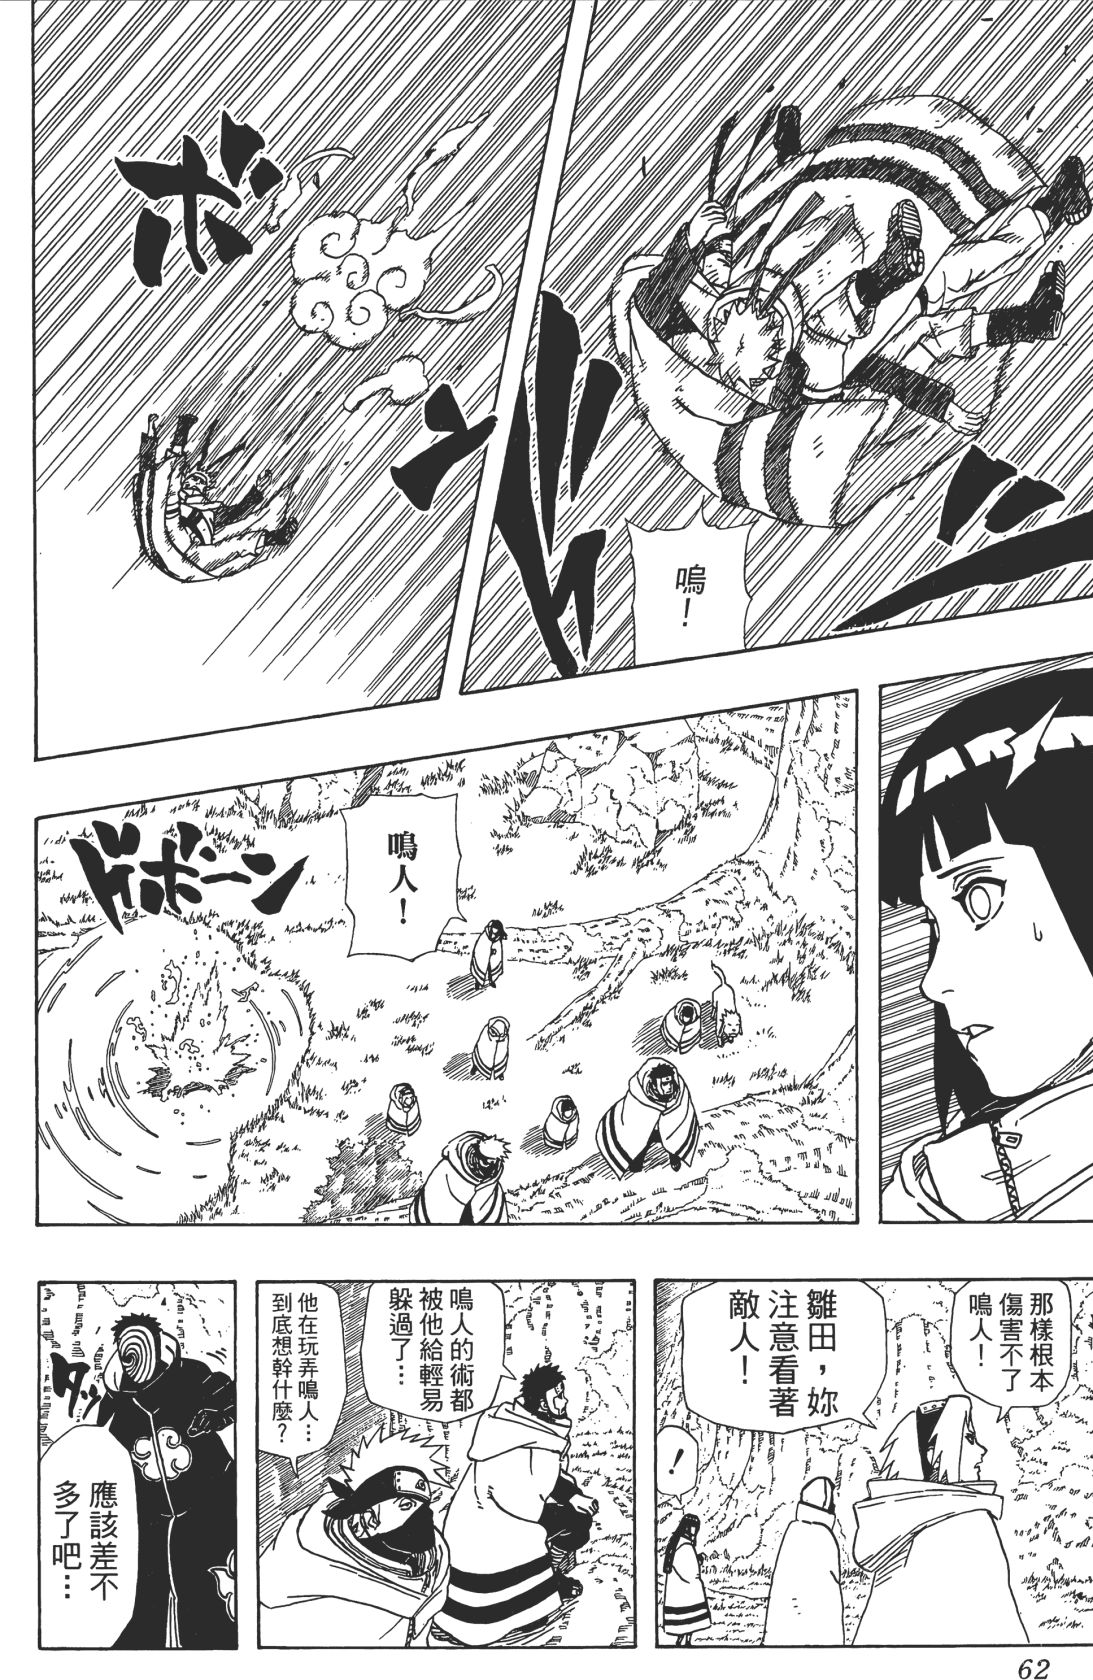 嗚！
ボン
鳴人！
ドボーン
那樣根本
傷害不了
鳴人！
雛田，妳
注意看著
敵人！
！
鳴人的術都
被他給輕易
躲過了…
他在玩弄鳴人…
到底想幹什麼？
ダッ
應該差不
多了吧…
62